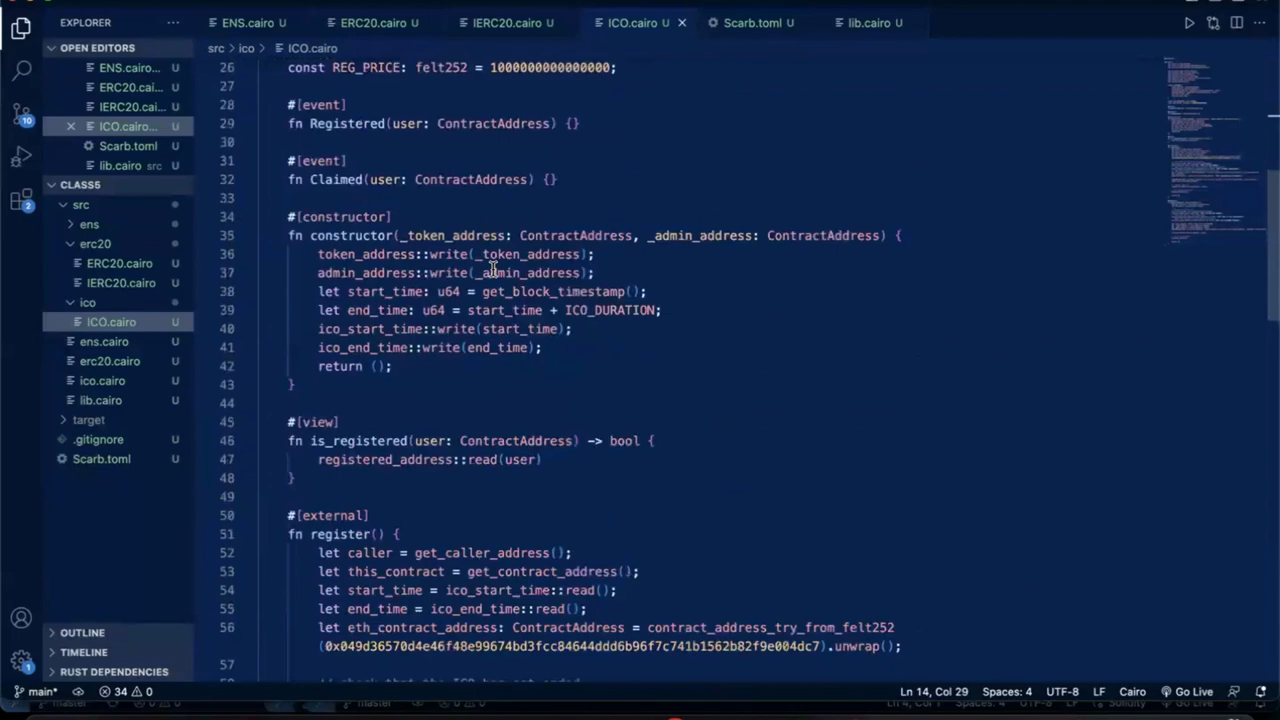 EXPLORER
OPEN EDITORS
ENS.cairo... U
ERC20.cai... U
IERC20.cai... U
ICO.cairo... U
Scarb.toml U
lib.cairo src U
CLASS5
src
ens
erc20
ERC20.cairo U
IERC20.cairo U
ico
ICO.cairo U
ens.cairo U
erc20.cairo U
ico.cairo U
lib.cairo U
target
.gitignore U
Scarb.toml U
OUTLINE
TIMELINE
RUST DEPENDENCIES
10
2
1
ENS.cairo U
ERC20.cairo U
IERC20.cairo U
ICO.cairo U
Scarb.toml U
lib.cairo U
src > ico > ICO.cairo
26 const REG_PRICE: felt252 = 1000000000000000;
27
28 #[event]
29 fn Registered(user: ContractAddress) {}
30
31 #[event]
32 fn Claimed(user: ContractAddress) {}
33
34 #[constructor]
35 fn constructor(_token_address: ContractAddress, _admin_address: ContractAddress) {
36 token_address::write(_token_address);
37 admin_address::write(_admin_address);
38 let start_time: u64 = get_block_timestamp();
39 let end_time: u64 = start_time + ICO_DURATION;
40 ico_start_time::write(start_time);
41 ico_end_time::write(end_time);
42 return ();
43 }
44
45 #[view]
46 fn is_registered(user: ContractAddress) -> bool {
47 registered_address::read(user)
48 }
49
50 #[external]
51 fn register() {
52 let caller = get_caller_address();
53 let this_contract = get_contract_address();
54 let start_time = ico_start_time::read();
55 let end_time = ico_end_time::read();
56 let eth_contract_address: ContractAddress = contract_address_try_from_felt252
(0x049d36570d4e46f48e99674bd3fcc84644ddd6b96f7c741b1562b82f9e004dc7).unwrap();
57
main* 34 0
Ln 14, Col 29 Spaces: 4 UTF-8 LF Cairo Go Live